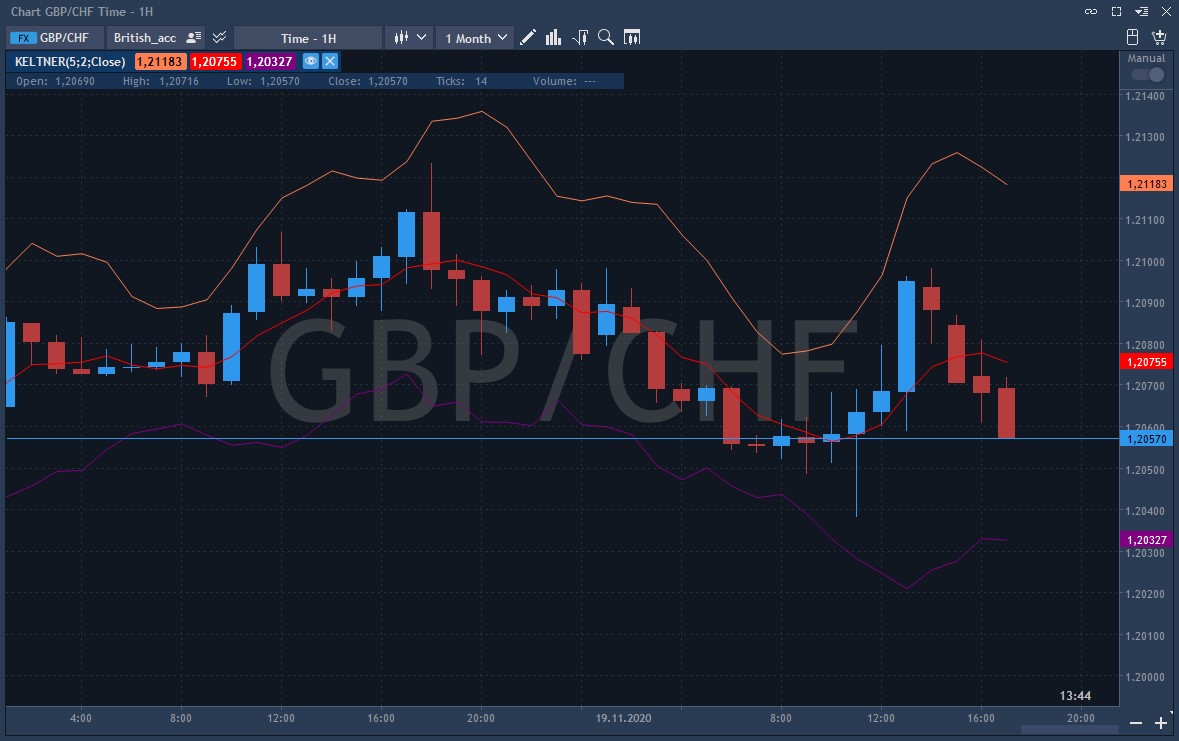 Chart GBP/CHF Time - 1H
FX GBP/CHF British_acc Time - 1H 1 Month
KELTNER(5;2;Close) 1,21183 1,20755 1,20327
Manual
Open: 1,20690 High: 1,20716 Low: 1,20570 Close: 1,20570 Ticks: 14 Volume: ---
1.21400
1.21300
1,21183
1.21100
1.21000
1.20900
1.20800
1,20755
1.20700
1.20600
1,20570
1.20500
1.20400
1,20327
1.20300
1.20200
1.20100
1.20000
GBP/CHF
13:44
4:00 8:00 12:00 16:00 20:00 19.11.2020 8:00 12:00 16:00 20:00